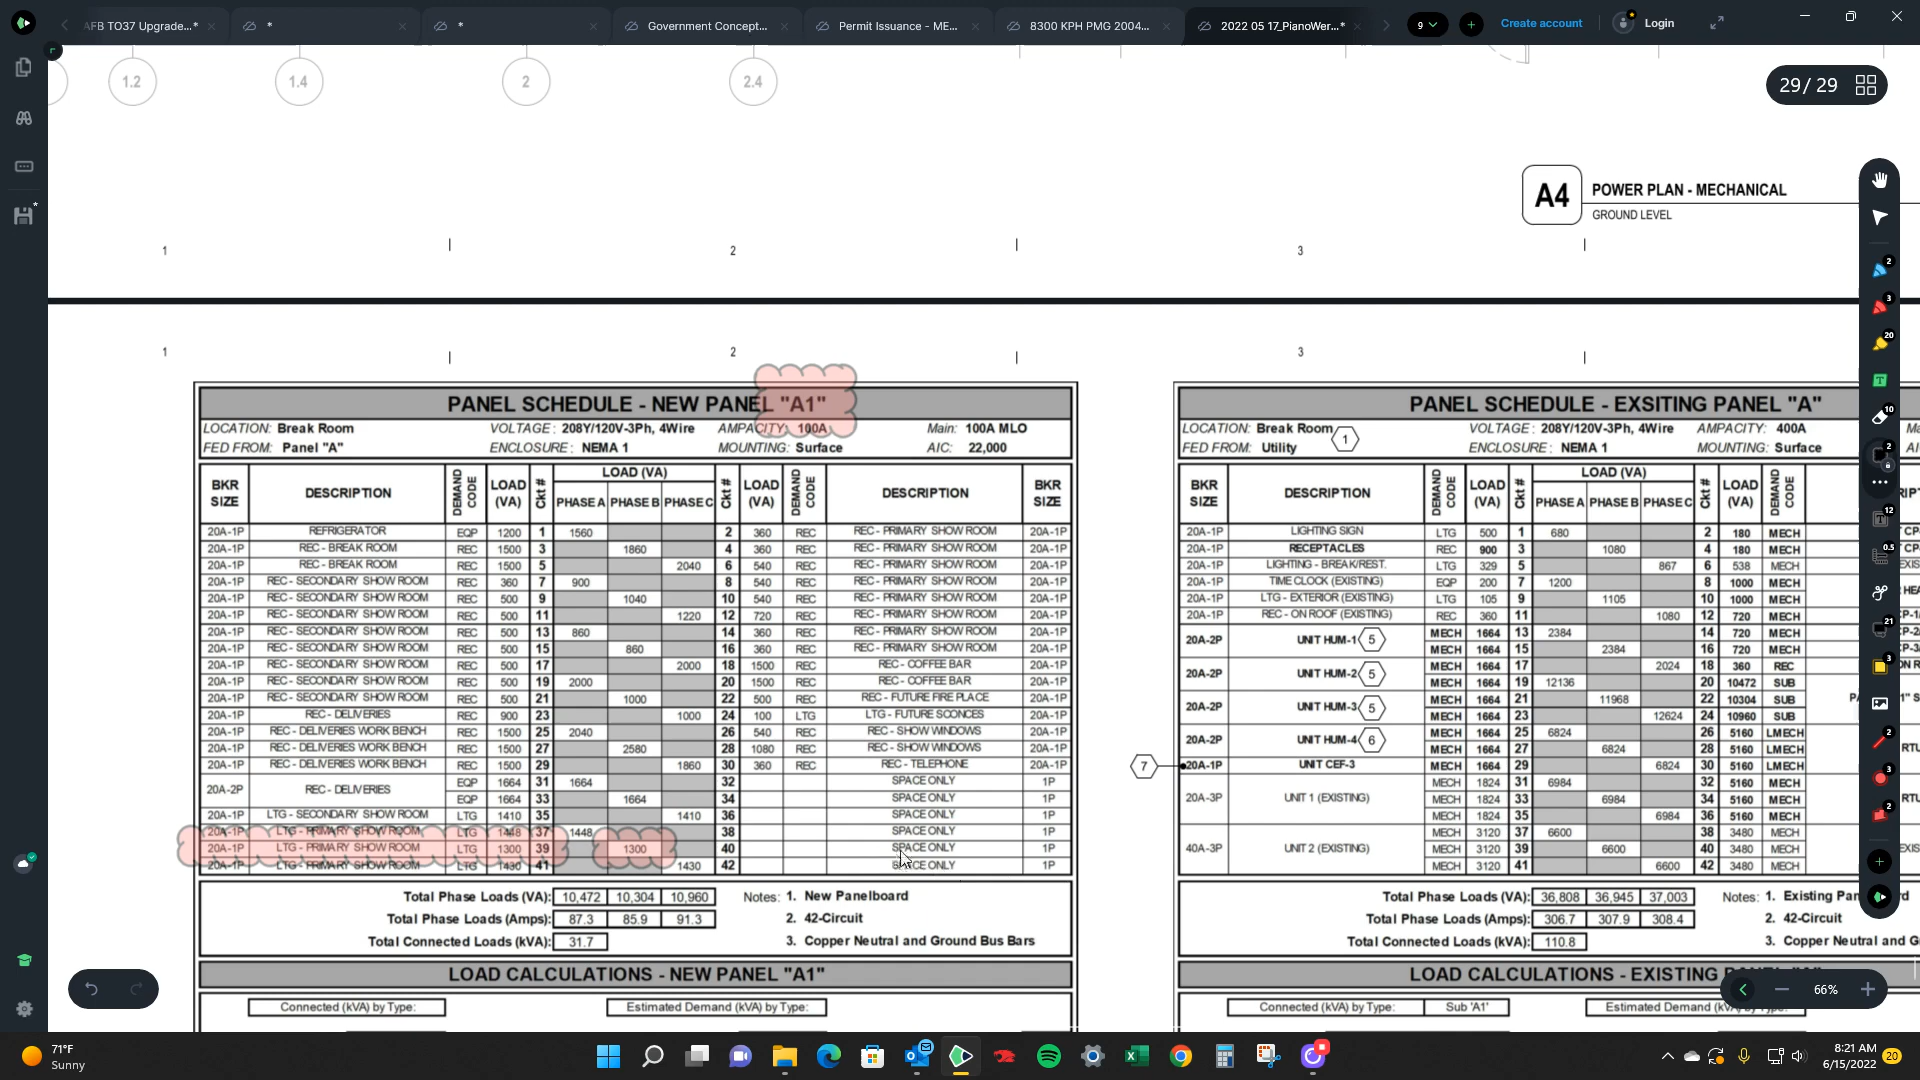 AFB TO37 Upgrade...*
*
*
Government Concept...
Permit Issuance - ME...
8300 KPH PMG 2004...
2022 05 17_PianoWer...*
9
Create account
Login
1.2
1.4
2
2.4
29/ 29
A4
POWER PLAN - MECHANICAL
GROUND LEVEL
1
2
3
1
2
3
PANEL SCHEDULE - NEW PANEL "A1"
LOCATION: Break Room VOLTAGE: 208Y/120V-3Ph, 4Wire AMPACITY: 100A Main: 100A MLO
FED FROM: Panel "A" ENCLOSURE: NEMA 1 MOUNTING: Surface AIC: 22,000
BKR SIZE DESCRIPTION DEMAND CODE LOAD (VA) Ckt # LOAD (VA) PHASE A PHASE B PHASE C Ckt # LOAD (VA) DEMAND CODE DESCRIPTION BKR SIZE
20A-1P REFRIGERATOR EQP 1200 1 1560 2 360 REC REC - PRIMARY SHOW ROOM 20A-1P
20A-1P REC - BREAK ROOM REC 1500 3 1860 4 360 REC REC - PRIMARY SHOW ROOM 20A-1P
20A-1P REC - BREAK ROOM REC 1500 5 2040 6 540 REC REC - PRIMARY SHOW ROOM 20A-1P
20A-1P REC - SECONDARY SHOW ROOM REC 360 7 900 8 540 REC REC - PRIMARY SHOW ROOM 20A-1P
20A-1P REC - SECONDARY SHOW ROOM REC 500 9 1040 10 540 REC REC - PRIMARY SHOW ROOM 20A-1P
20A-1P REC - SECONDARY SHOW ROOM REC 500 11 1220 12 720 REC REC - PRIMARY SHOW ROOM 20A-1P
20A-1P REC - SECONDARY SHOW ROOM REC 500 13 860 14 360 REC REC - PRIMARY SHOW ROOM 20A-1P
20A-1P REC - SECONDARY SHOW ROOM REC 500 15 860 16 360 REC REC - PRIMARY SHOW ROOM 20A-1P
20A-1P REC - SECONDARY SHOW ROOM REC 500 17 2000 18 1500 REC REC - COFFEE BAR 20A-1P
20A-1P REC - SECONDARY SHOW ROOM REC 500 19 2000 20 1500 REC REC - COFFEE BAR 20A-1P
20A-1P REC - SECONDARY SHOW ROOM REC 500 21 1000 22 500 REC REC - FUTURE FIRE PLACE 20A-1P
20A-1P REC - DELIVERIES REC 900 23 1000 24 100 LTG LTG - FUTURE SCONCES 20A-1P
20A-1P REC - DELIVERIES WORK BENCH REC 1500 25 2040 26 540 REC REC - SHOW WINDOWS 20A-1P
20A-1P REC - DELIVERIES WORK BENCH REC 1500 27 2580 28 1080 REC REC - SHOW WINDOWS 20A-1P
20A-1P REC - DELIVERIES WORK BENCH REC 1500 29 1860 30 360 REC REC - TELEPHONE 20A-1P
20A-2P REC - DELIVERIES EQP 1664 31 1664 32 SPACE ONLY 1P
EQP 1664 33 1664 34 SPACE ONLY 1P
20A-1P LTG - SECONDARY SHOW ROOM LTG 1410 35 1410 36 SPACE ONLY 1P
20A-1P LTG - PRIMARY SHOW ROOM LTG 1448 37 1448 38 SPACE ONLY 1P
20A-1P LTG - PRIMARY SHOW ROOM LTG 1300 39 1300 40 SPACE ONLY 1P
20A-1P LTG - PRIMARY SHOW ROOM LTG 1430 41 1430 42 SPACE ONLY 1P
Total Phase Loads (VA): 10,472 10,304 10,960 Notes: 1. New Panelboard
Total Phase Loads (Amps): 87.3 85.9 91.3 2. 42-Circuit
Total Connected Loads (kVA): 31.7 3. Copper Neutral and Ground Bus Bars
LOAD CALCULATIONS - NEW PANEL "A1"
Connected (kVA) by Type: Estimated Demand (kVA) by Type:
PANEL SCHEDULE - EXSITING PANEL "A"
LOCATION: Break Room 1 VOLTAGE: 208Y/120V-3Ph, 4Wire AMPACITY: 400A
FED FROM: Utility ENCLOSURE: NEMA 1 MOUNTING: Surface
BKR SIZE DESCRIPTION DEMAND CODE LOAD (VA) Ckt # LOAD (VA) PHASE A PHASE B PHASE C Ckt # LOAD (VA) DEMAND CODE
20A-1P LIGHTING SIGN LTG 500 1 680 2 180 MECH
20A-1P RECEPTACLES REC 900 3 1080 4 180 MECH
20A-1P LIGHTING - BREAK/REST. LTG 329 5 867 6 538 MECH
20A-1P TIME CLOCK (EXISTING) EQP 200 7 1200 8 1000 MECH
20A-1P LTG - EXTERIOR (EXISTING) LTG 105 9 1105 10 1000 MECH
20A-1P REC - ON ROOF (EXISTING) REC 360 11 1080 12 720 MECH
20A-2P UNIT HUM-1 5 MECH 1664 13 2384 14 720 MECH
MECH 1664 15 2384 16 720 MECH
20A-2P UNIT HUM-2 5 MECH 1664 17 2024 18 360 REC
MECH 1664 19 12136 20 10472 SUB
20A-2P UNIT HUM-3 5 MECH 1664 21 11968 22 10304 SUB
MECH 1664 23 12624 24 10960 SUB
20A-2P UNIT HUM-4 6 MECH 1664 25 6824 26 5160 LMECH
MECH 1664 27 6824 28 5160 LMECH
7 20A-1P UNIT CEF-3 MECH 1664 29 6824 30 5160 LMECH
20A-3P UNIT 1 (EXISTING) MECH 1824 31 6984 32 5160 MECH
MECH 1824 33 6984 34 5160 MECH
MECH 1824 35 6984 36 5160 MECH
40A-3P UNIT 2 (EXISTING) MECH 3120 37 6600 38 3480 MECH
MECH 3120 39 6600 40 3480 MECH
MECH 3120 41 6600 42 3480 MECH
Total Phase Loads (VA): 36,808 36,945 37,003 Notes: 1. Existing Pan
Total Phase Loads (Amps): 306.7 307.9 308.4 2. 42-Circuit
Total Connected Loads (kVA): 110.8 3. Copper Neutral and G
LOAD CALCULATIONS - EXISTING
Connected (kVA) by Type: Sub 'A1' Estimated Demand (kV
66%
71°F
Sunny
8:21 AM
6/15/2022
20